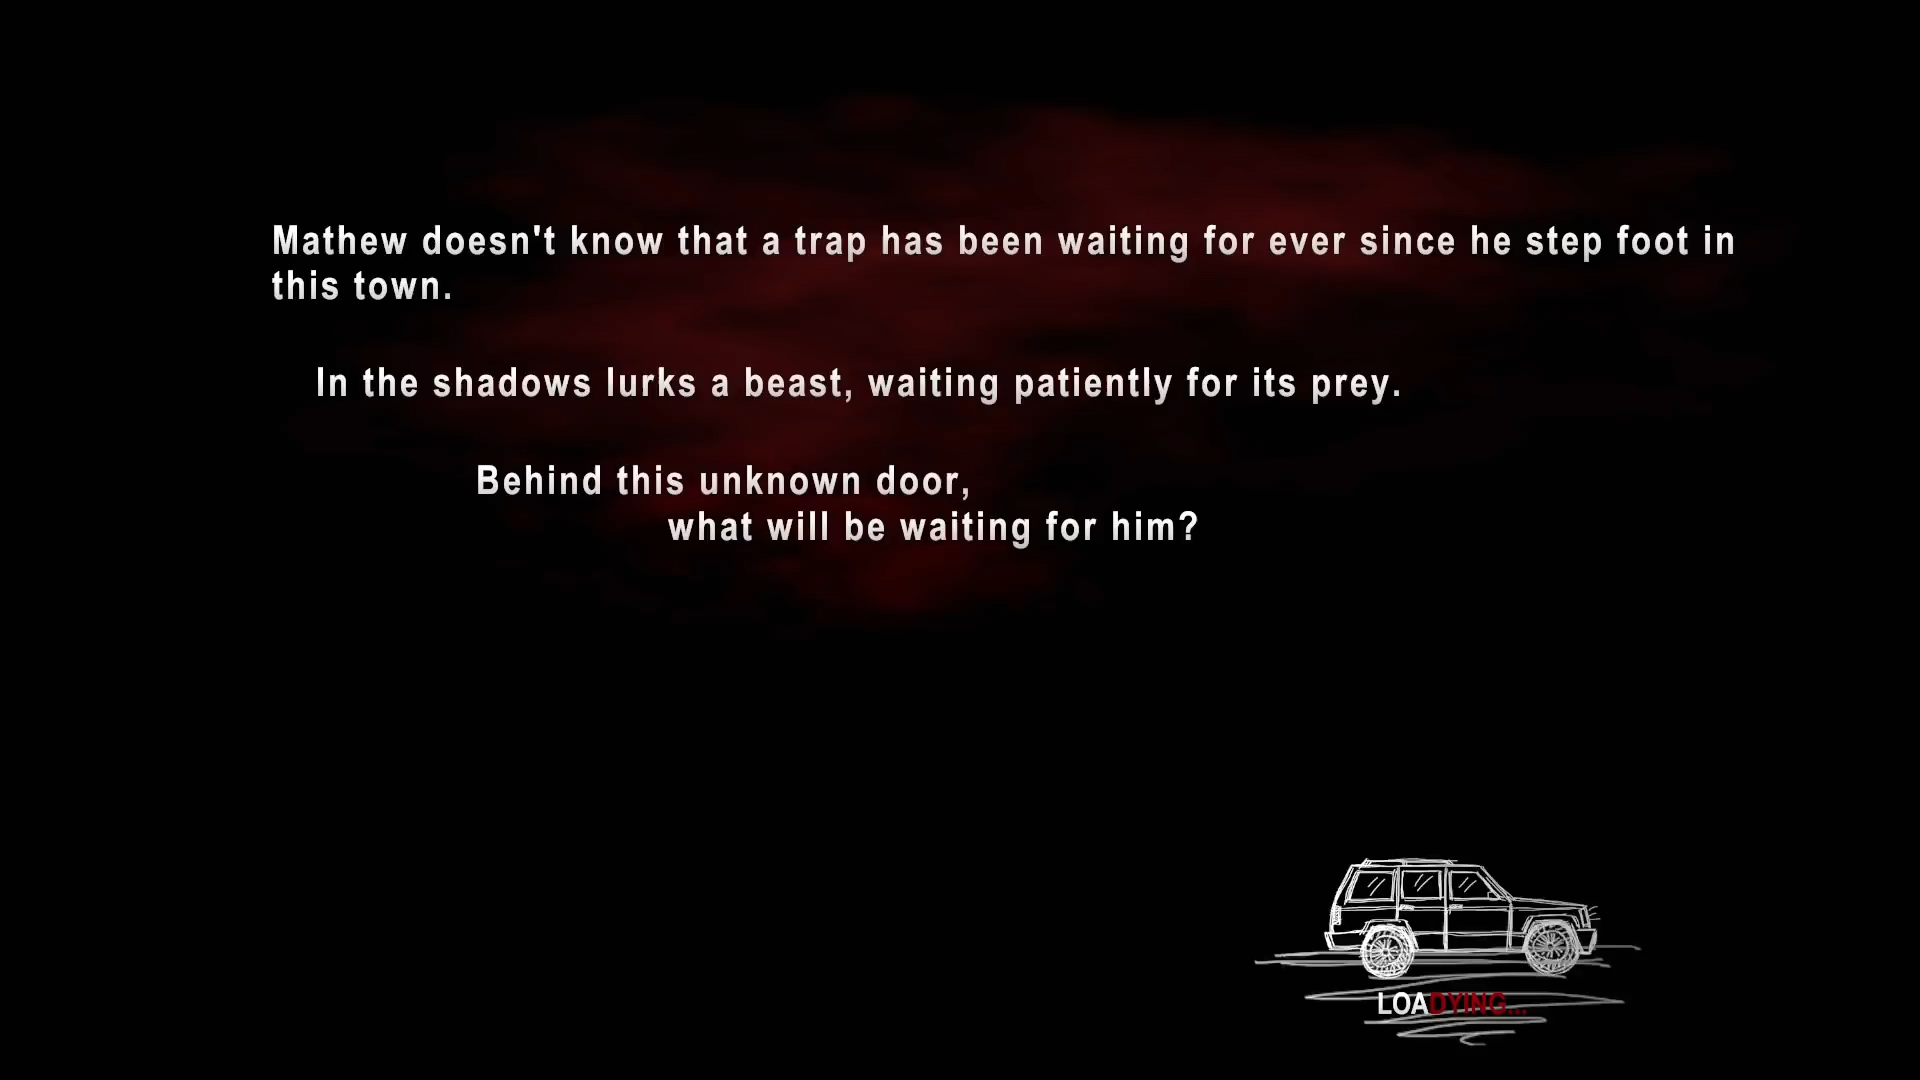 Mathew doesn't know that a trap has been waiting for ever since he step foot in
this town.
In the shadows lurks a beast, waiting patiently for its prey.
Behind this unknown door,
what will be waiting for him?
LOADYING...